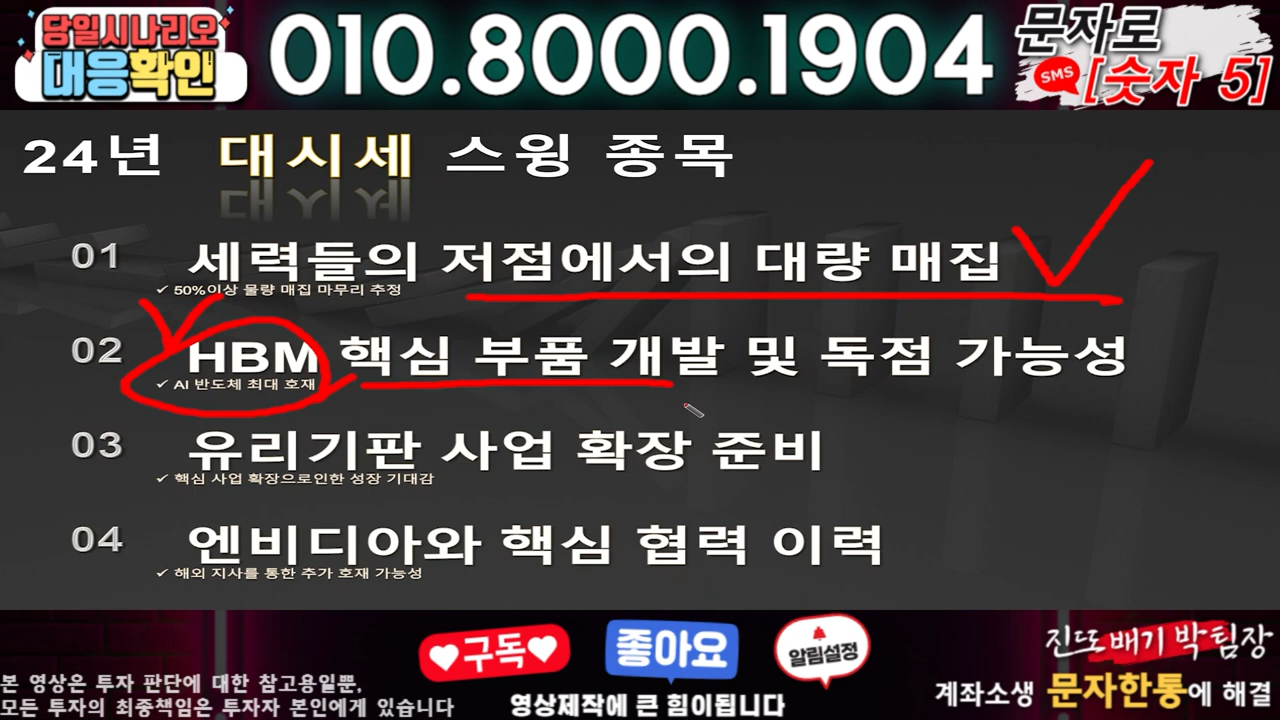 당일시나리오
대응확인
010.8000.1904
문자로
SMS
[숫자 5]
24년 대시세 스윙 종목
01 세력들의 저점에서의 대량 매집
✓ 50%이상 물량 매집 마무리 추정
02 HBM 핵심 부품 개발 및 독점 가능성
✓ AI 반도체 최대 호재
03 유리기판 사업 확장 준비
✓ 핵심 사업 확장으로인한 성장 기대감
04 엔비디아와 핵심 협력 이력
✓ 해외 지사를 통한 추가 호재 가능성
구독
좋아요
알림설정
영상제작에 큰 힘이됩니다
본 영상은 투자 판단에 대한 참고용일뿐,
모든 투자의 최종책임은 투자자 본인에게 있습니다
진또배기 박팀장
계좌소생 문자한통에 해결